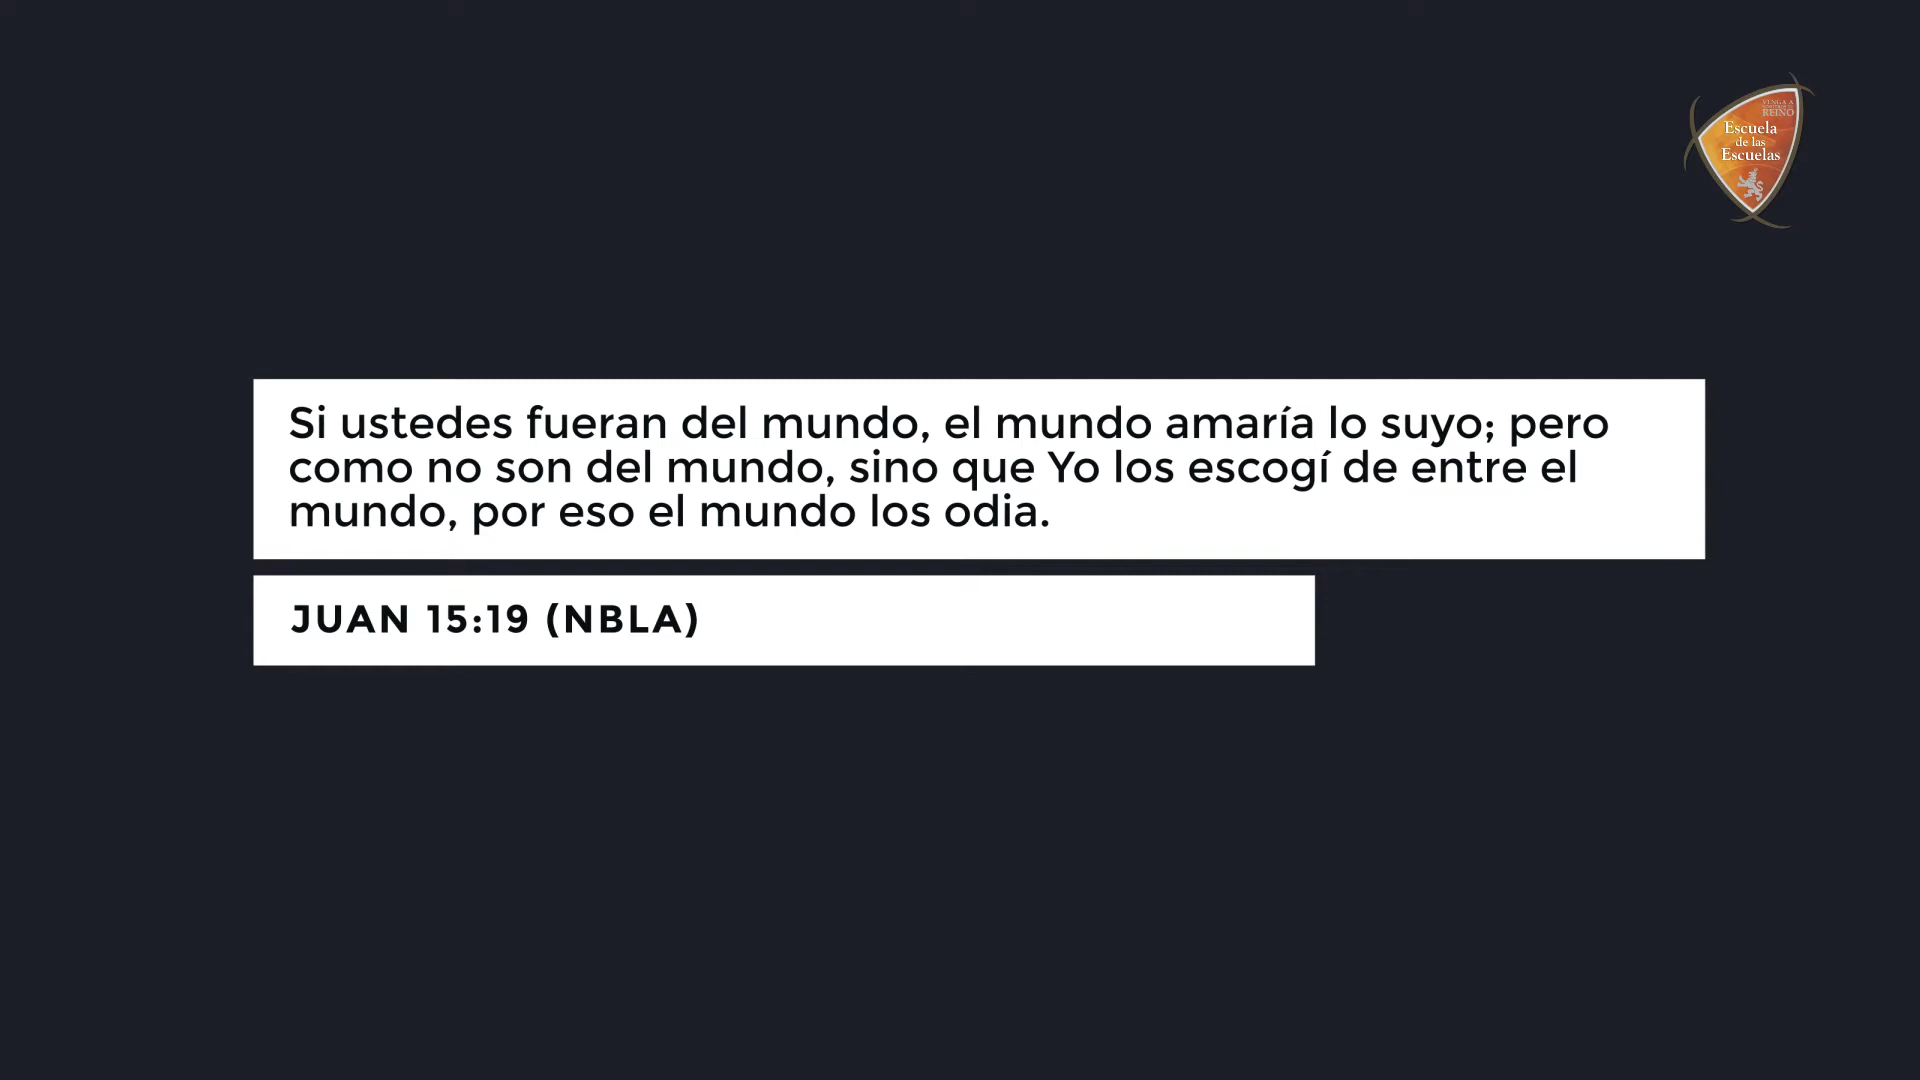 VENGA A
REINO
Escuela
de las
Escuelas
Si ustedes fueran del mundo, el mundo amaría lo suyo; pero
como no son del mundo, sino que Yo los escogí de entre el
mundo, por eso el mundo los odia.
JUAN 15:19 (NBLA)